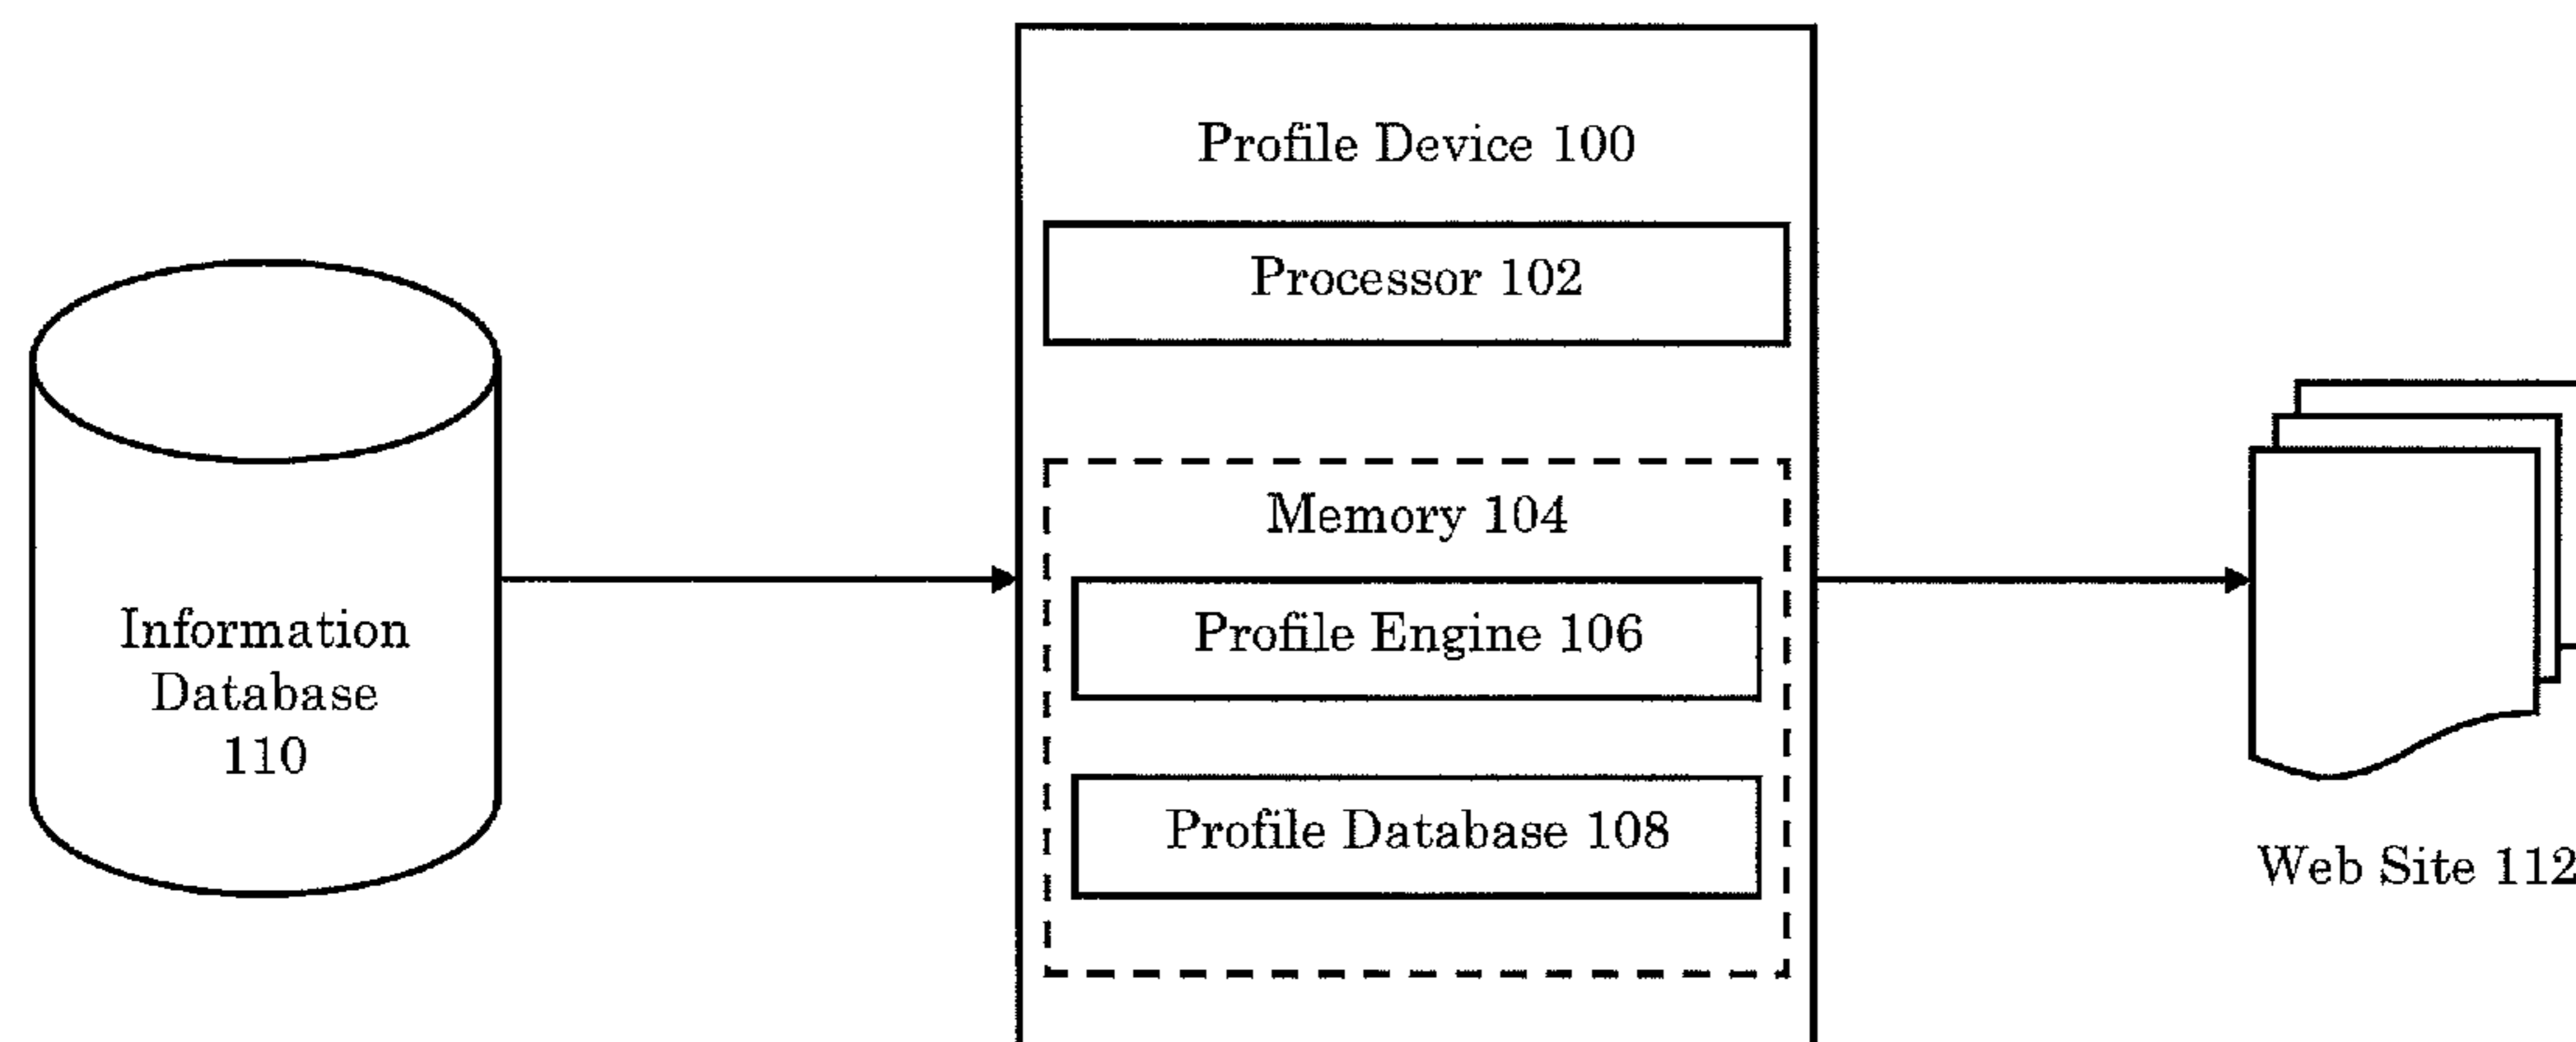 Profile Device 100
Processor 102
Memory 104
Profile Engine 106
Profile Database 108
Information
Database
110
Web Site 112